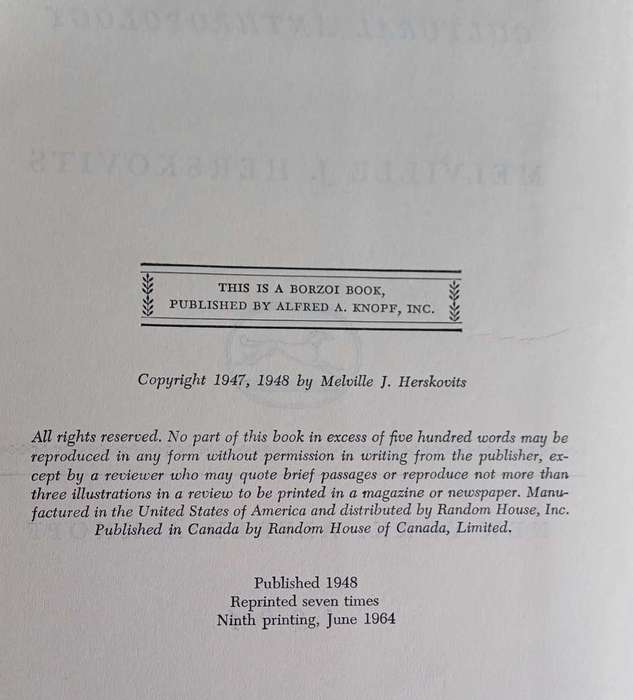 THIS IS A BORZOI BOOK,
PUBLISHED BY ALFRED A. KNOPF, INC.
Copyright 1947, 1948 by Melville J. Herskovits
All rights reserved. No part of this book in excess of five hundred words may be
reproduced in any form without permission in writing from the publisher, ex-
cept by a reviewer who may quote brief passages or reproduce not more than
three illustrations in a review to be printed in a magazine or newspaper. Manu-
factured in the United States of America and distributed by Random House, Inc.
Published in Canada by Random House of Canada, Limited.
Published 1948
Reprinted seven times
Ninth printing, June 1964